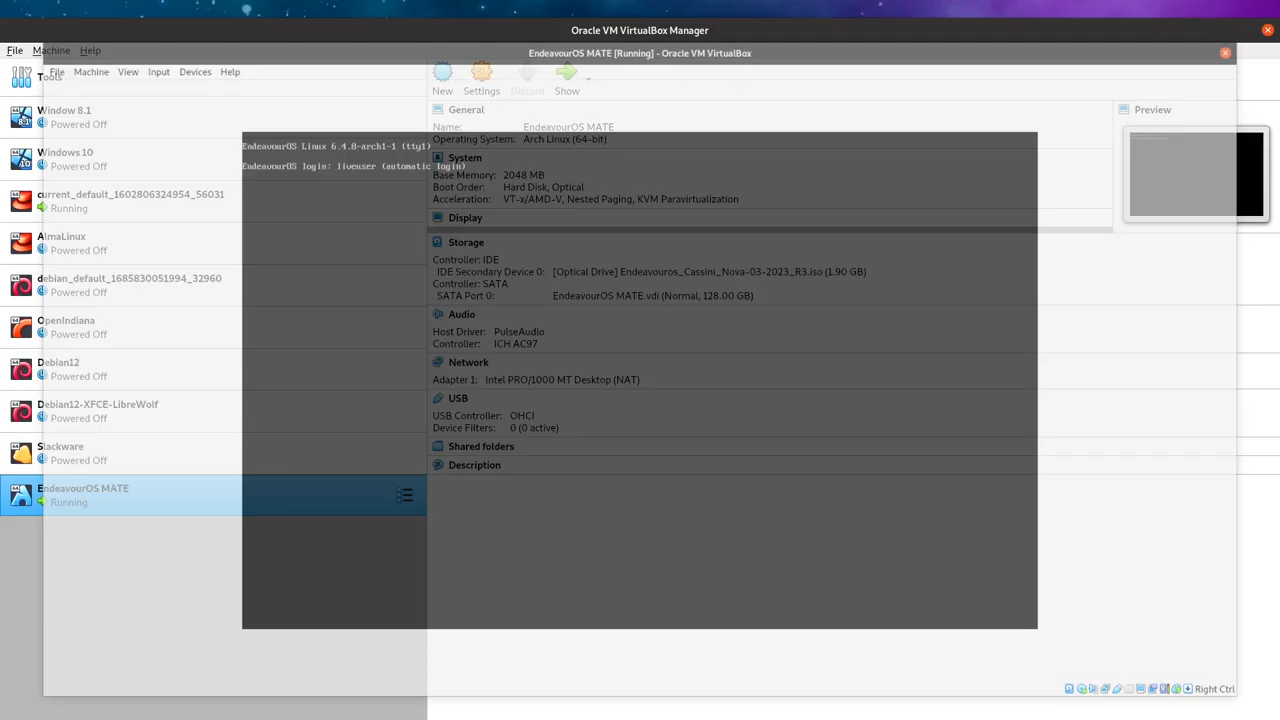 Oracle VM VirtualBox Manager
File Machine Help
EndeavourOS MATE [Running] - Oracle VM VirtualBox
File Machine View Input Devices Help
Tools
New Settings Discard Show
Window 8.1
Powered Off
Windows 10
Powered Off
current_default_1602806324954_56031
Running
AlmaLinux
Powered Off
debian_default_1685830051994_32960
Powered Off
OpenIndiana
Powered Off
Debian12
Powered Off
Debian12-XFCE-LibreWolf
Powered Off
Slackware
Powered Off
EndeavourOS MATE
Running
General
Name: EndeavourOS MATE
Operating System: Arch Linux (64-bit)
System
Base Memory: 2048 MB
Boot Order: Hard Disk, Optical
Acceleration: VT-x/AMD-V, Nested Paging, KVM Paravirtualization
Display
Storage
Controller: IDE
IDE Secondary Device 0: [Optical Drive] Endeavouros_Cassini_Nova-03-2023_R3.iso (1.90 GB)
Controller: SATA
SATA Port 0: EndeavourOS MATE.vdi (Normal, 128.00 GB)
Audio
Host Driver: PulseAudio
Controller: ICH AC97
Network
Adapter 1: Intel PRO/1000 MT Desktop (NAT)
USB
USB Controller: OHCI
Device Filters: 0 (0 active)
Shared folders
Description
Preview
EndeavourOS Linux 6.4.8-arch1-1 (tty1)
EndeavourOS login: liveuser (automatic login)
Right Ctrl